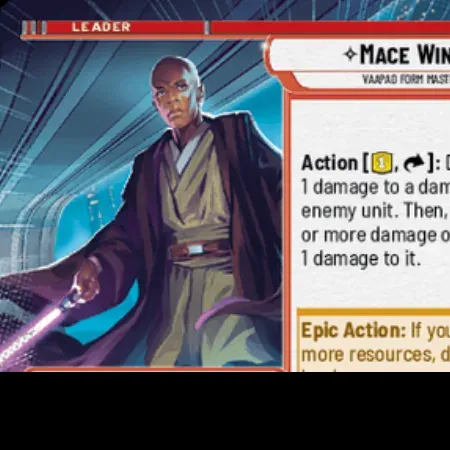 LEADER
MACE WIN
VAAPAD FORM MAST
Action [1, ]:
1 damage to a dam
enemy unit. Then,
or more damage o
1 damage to it.
Epic Action: If you
more resources, d